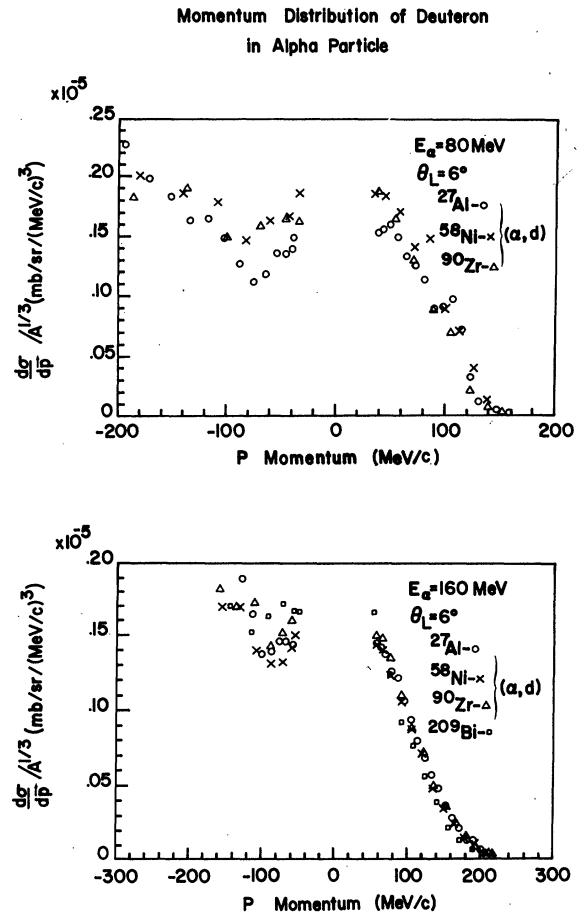 Momentum Distribution of Deuteron
in Alpha Particle
x10⁻⁵
.25
.20
.15
.10
.05
0
dσ/dp̄ /A^1/3 (mb/sr/(MeV/c)³)
Eα=80 MeV
θL=6°
²⁷Al-○
⁵⁸Ni-×
⁹⁰Zr-△
(α,d)
-200
-100
0
100
200
P Momentum (MeV/c)
x10⁻⁵
.20
.15
.10
.05
0
dσ/dp̄ /A^1/3 (mb/sr/(MeV/c)³)
Eα=160 MeV
θL=6°
²⁷Al-○
⁵⁸Ni-×
⁹⁰Zr-△
²⁰⁹Bi-□
(α,d)
-300
-200
-100
0
100
200
300
P Momentum (MeV/c)